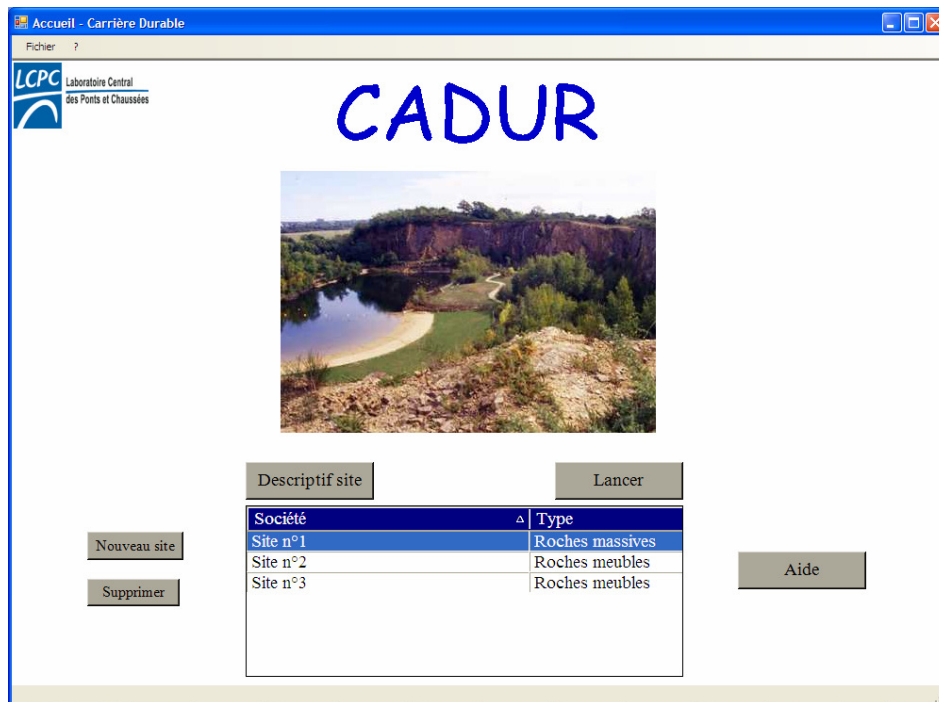 Accueil - Carrière Durable
Fichier ?
LCPC Laboratoire Central
des Ponts et Chaussées
CADUR
Descriptif site Lancer
Société Type
Site n°1 Roches massives
Site n°2 Roches meubles
Site n°3 Roches meubles
Nouveau site
Supprimer
Aide